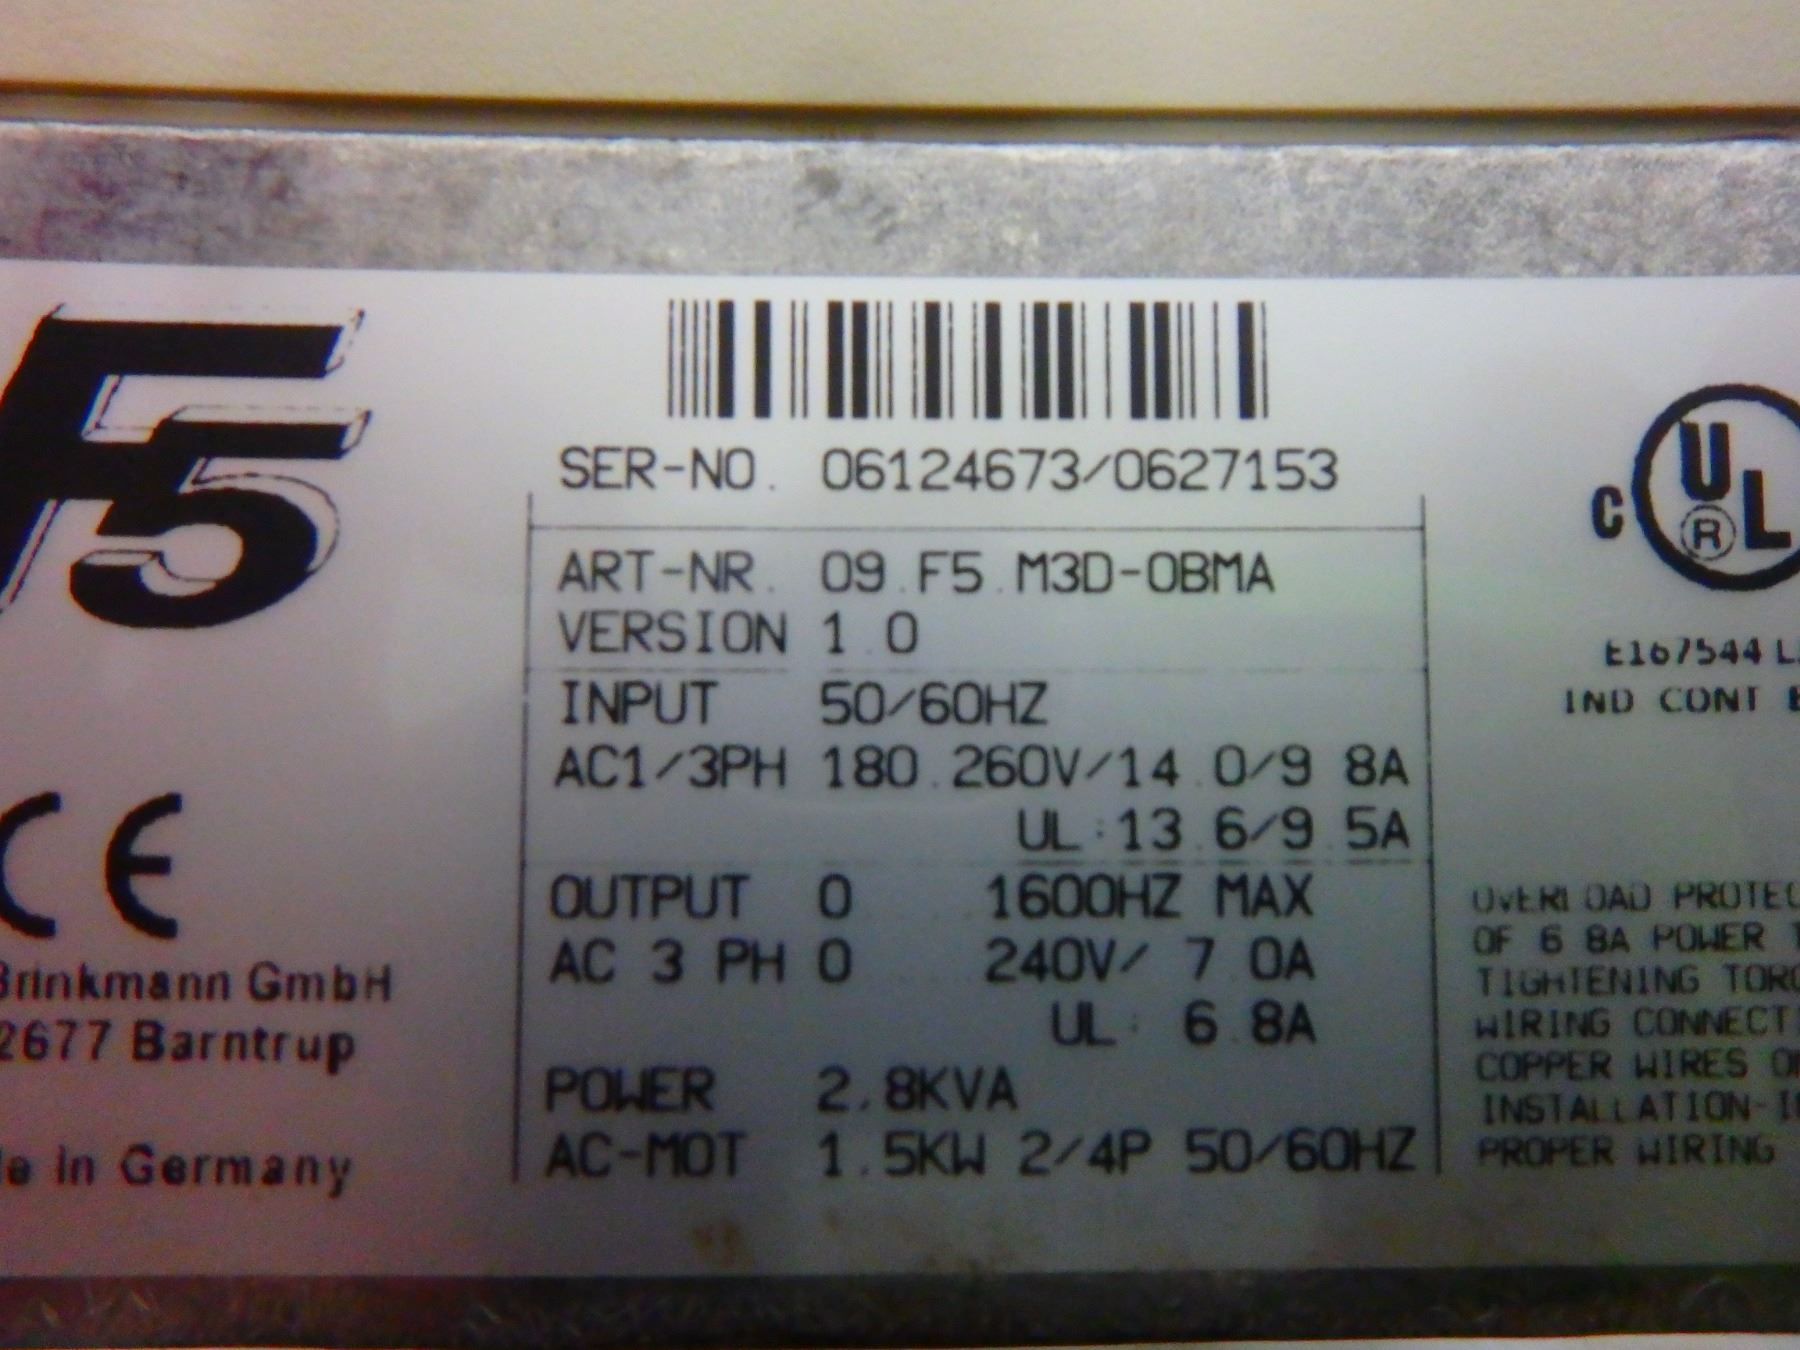 F5
SER-NO. 06124673/0627153
ART-NR. 09.F5.M3D-0BMA
VERSION 1.0
INPUT 50/60HZ
AC1/3PH 180.260V/14.0/9.8A
UL:13.6/9.5A
OUTPUT 0 1600HZ MAX
AC 3 PH 0 240V/ 7.0A
UL: 6.8A
POWER 2.8KVA
AC-MOT 1.5KW 2/4P 50/60HZ
CE
Brinkmann GmbH
2677 Barntrup
in Germany
C UL R
E167544
IND CONT
OVERLOAD
OF 6.8A POWER
TIGHTENING
WIRING
COPPER WIRES
INSTALLATION-
PROPER WIRING